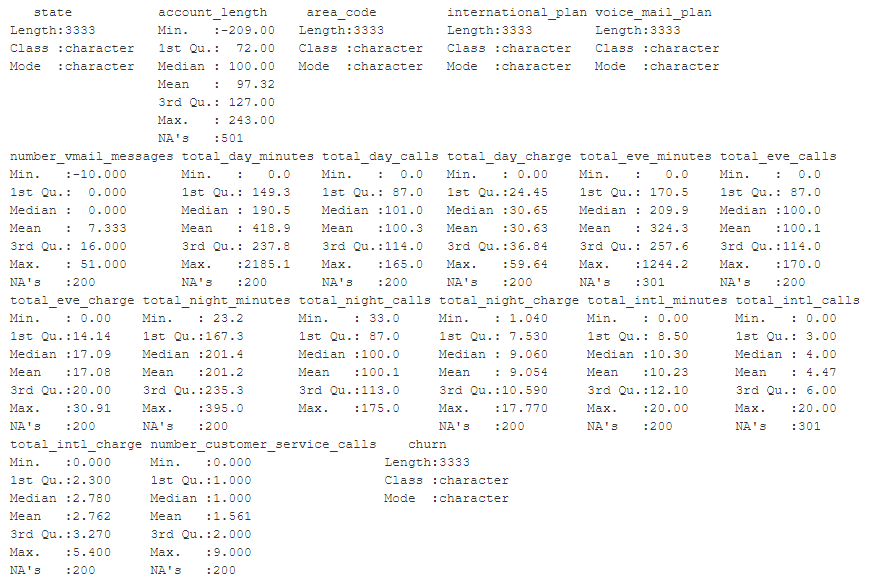 state           account_length     area_code         international_plan voice_mail_plan
Length:3333        Min.   :-209.00   Length:3333        Length:3333        Length:3333
Class :character   1st Qu.:  72.00   Class :character   Class :character   Class :character
Mode  :character   Median : 100.00   Mode  :character   Mode  :character   Mode  :character
                   Mean   :  97.32
                   3rd Qu.: 127.00
                   Max.   : 243.00
                   NA's   :501
number_vmail_messages total_day_minutes total_day_calls total_day_charge total_eve_minutes total_eve_calls
Min.   :-10.000       Min.   :   0.0    Min.   :  0.0   Min.   : 0.00    Min.   :   0.0    Min.   :  0.0
1st Qu.:  0.000       1st Qu.: 149.3    1st Qu.: 87.0   1st Qu.:24.45    1st Qu.: 170.5    1st Qu.: 87.0
Median :  0.000       Median : 190.5    Median :101.0   Median :30.65    Median : 209.9    Median :100.0
Mean   :  7.333       Mean   : 418.9    Mean   :100.3   Mean   :30.63    Mean   : 324.3    Mean   :100.1
3rd Qu.: 16.000       3rd Qu.: 237.8    3rd Qu.:114.0   3rd Qu.:36.84    3rd Qu.: 257.6    3rd Qu.:114.0
Max.   : 51.000       Max.   :2185.1    Max.   :165.0   Max.   :59.64    Max.   :1244.2    Max.   :170.0
NA's   :200           NA's   :200       NA's   :200     NA's   :200      NA's   :301       NA's   :200
total_eve_charge total_night_minutes total_night_calls total_night_charge total_intl_minutes total_intl_calls
Min.   : 0.00    Min.   : 23.2       Min.   : 33.0     Min.   : 1.040     Min.   : 0.00      Min.   : 0.00
1st Qu.:14.14    1st Qu.:167.3       1st Qu.: 87.0     1st Qu.: 7.530     1st Qu.: 8.50      1st Qu.: 3.00
Median :17.09    Median :201.4       Median :100.0     Median : 9.060     Median :10.30      Median : 4.00
Mean   :17.08    Mean   :201.2       Mean   :100.1     Mean   : 9.054     Mean   :10.23      Mean   : 4.47
3rd Qu.:20.00    3rd Qu.:235.3       3rd Qu.:113.0     3rd Qu.:10.590     3rd Qu.:12.10      3rd Qu.: 6.00
Max.   :30.91    Max.   :395.0       Max.   :175.0     Max.   :17.770     Max.   :20.00      Max.   :20.00
NA's   :200      NA's   :200                           NA's   :200        NA's   :200        NA's   :301
total_intl_charge number_customer_service_calls    churn
Min.   :0.000     Min.   :0.000                 Length:3333
1st Qu.:2.300     1st Qu.:1.000                 Class :character
Median :2.780     Median :1.000                 Mode  :character
Mean   :2.762     Mean   :1.561
3rd Qu.:3.270     3rd Qu.:2.000
Max.   :5.400     Max.   :9.000
NA's   :200       NA's   :200